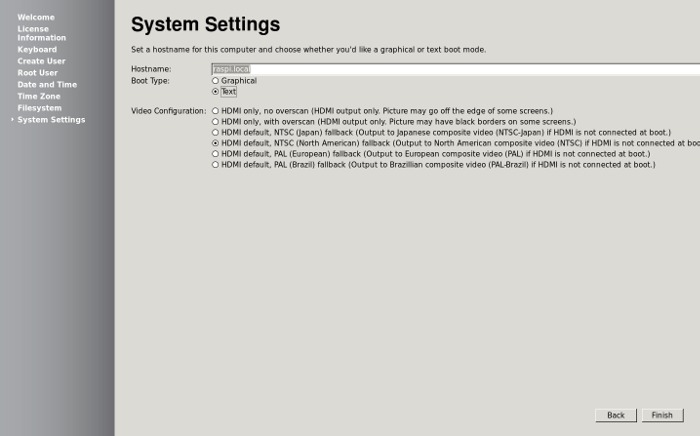 Welcome
License
Information
Keyboard
Create User
Root User
Date and Time
Time Zone
Filesystem
System Settings
System Settings
Set a hostname for this computer and choose whether you'd like a graphical or text boot mode.
Hostname:
Boot Type: Graphical
Text
Video Configuration: HDMI only, no overscan (HDMI output only. Picture may go off the edge of some screens.)
HDMI only, with overscan (HDMI output only. Picture may have black borders on some screens.)
HDMI default, NTSC (Japan) fallback (Output to Japanese composite video (NTSC-Japan) if HDMI is not connected at boot.)
HDMI default, NTSC (North American) fallback (Output to North American composite video (NTSC) if HDMI is not connected at boo
HDMI default, PAL (European) fallback (Output to European composite video (PAL) if HDMI is not connected at boot.)
HDMI default, PAL (Brazil) fallback (Output to Brazillian composite video (PAL-Brazil) if HDMI is not connected at boot.)
Back Finish